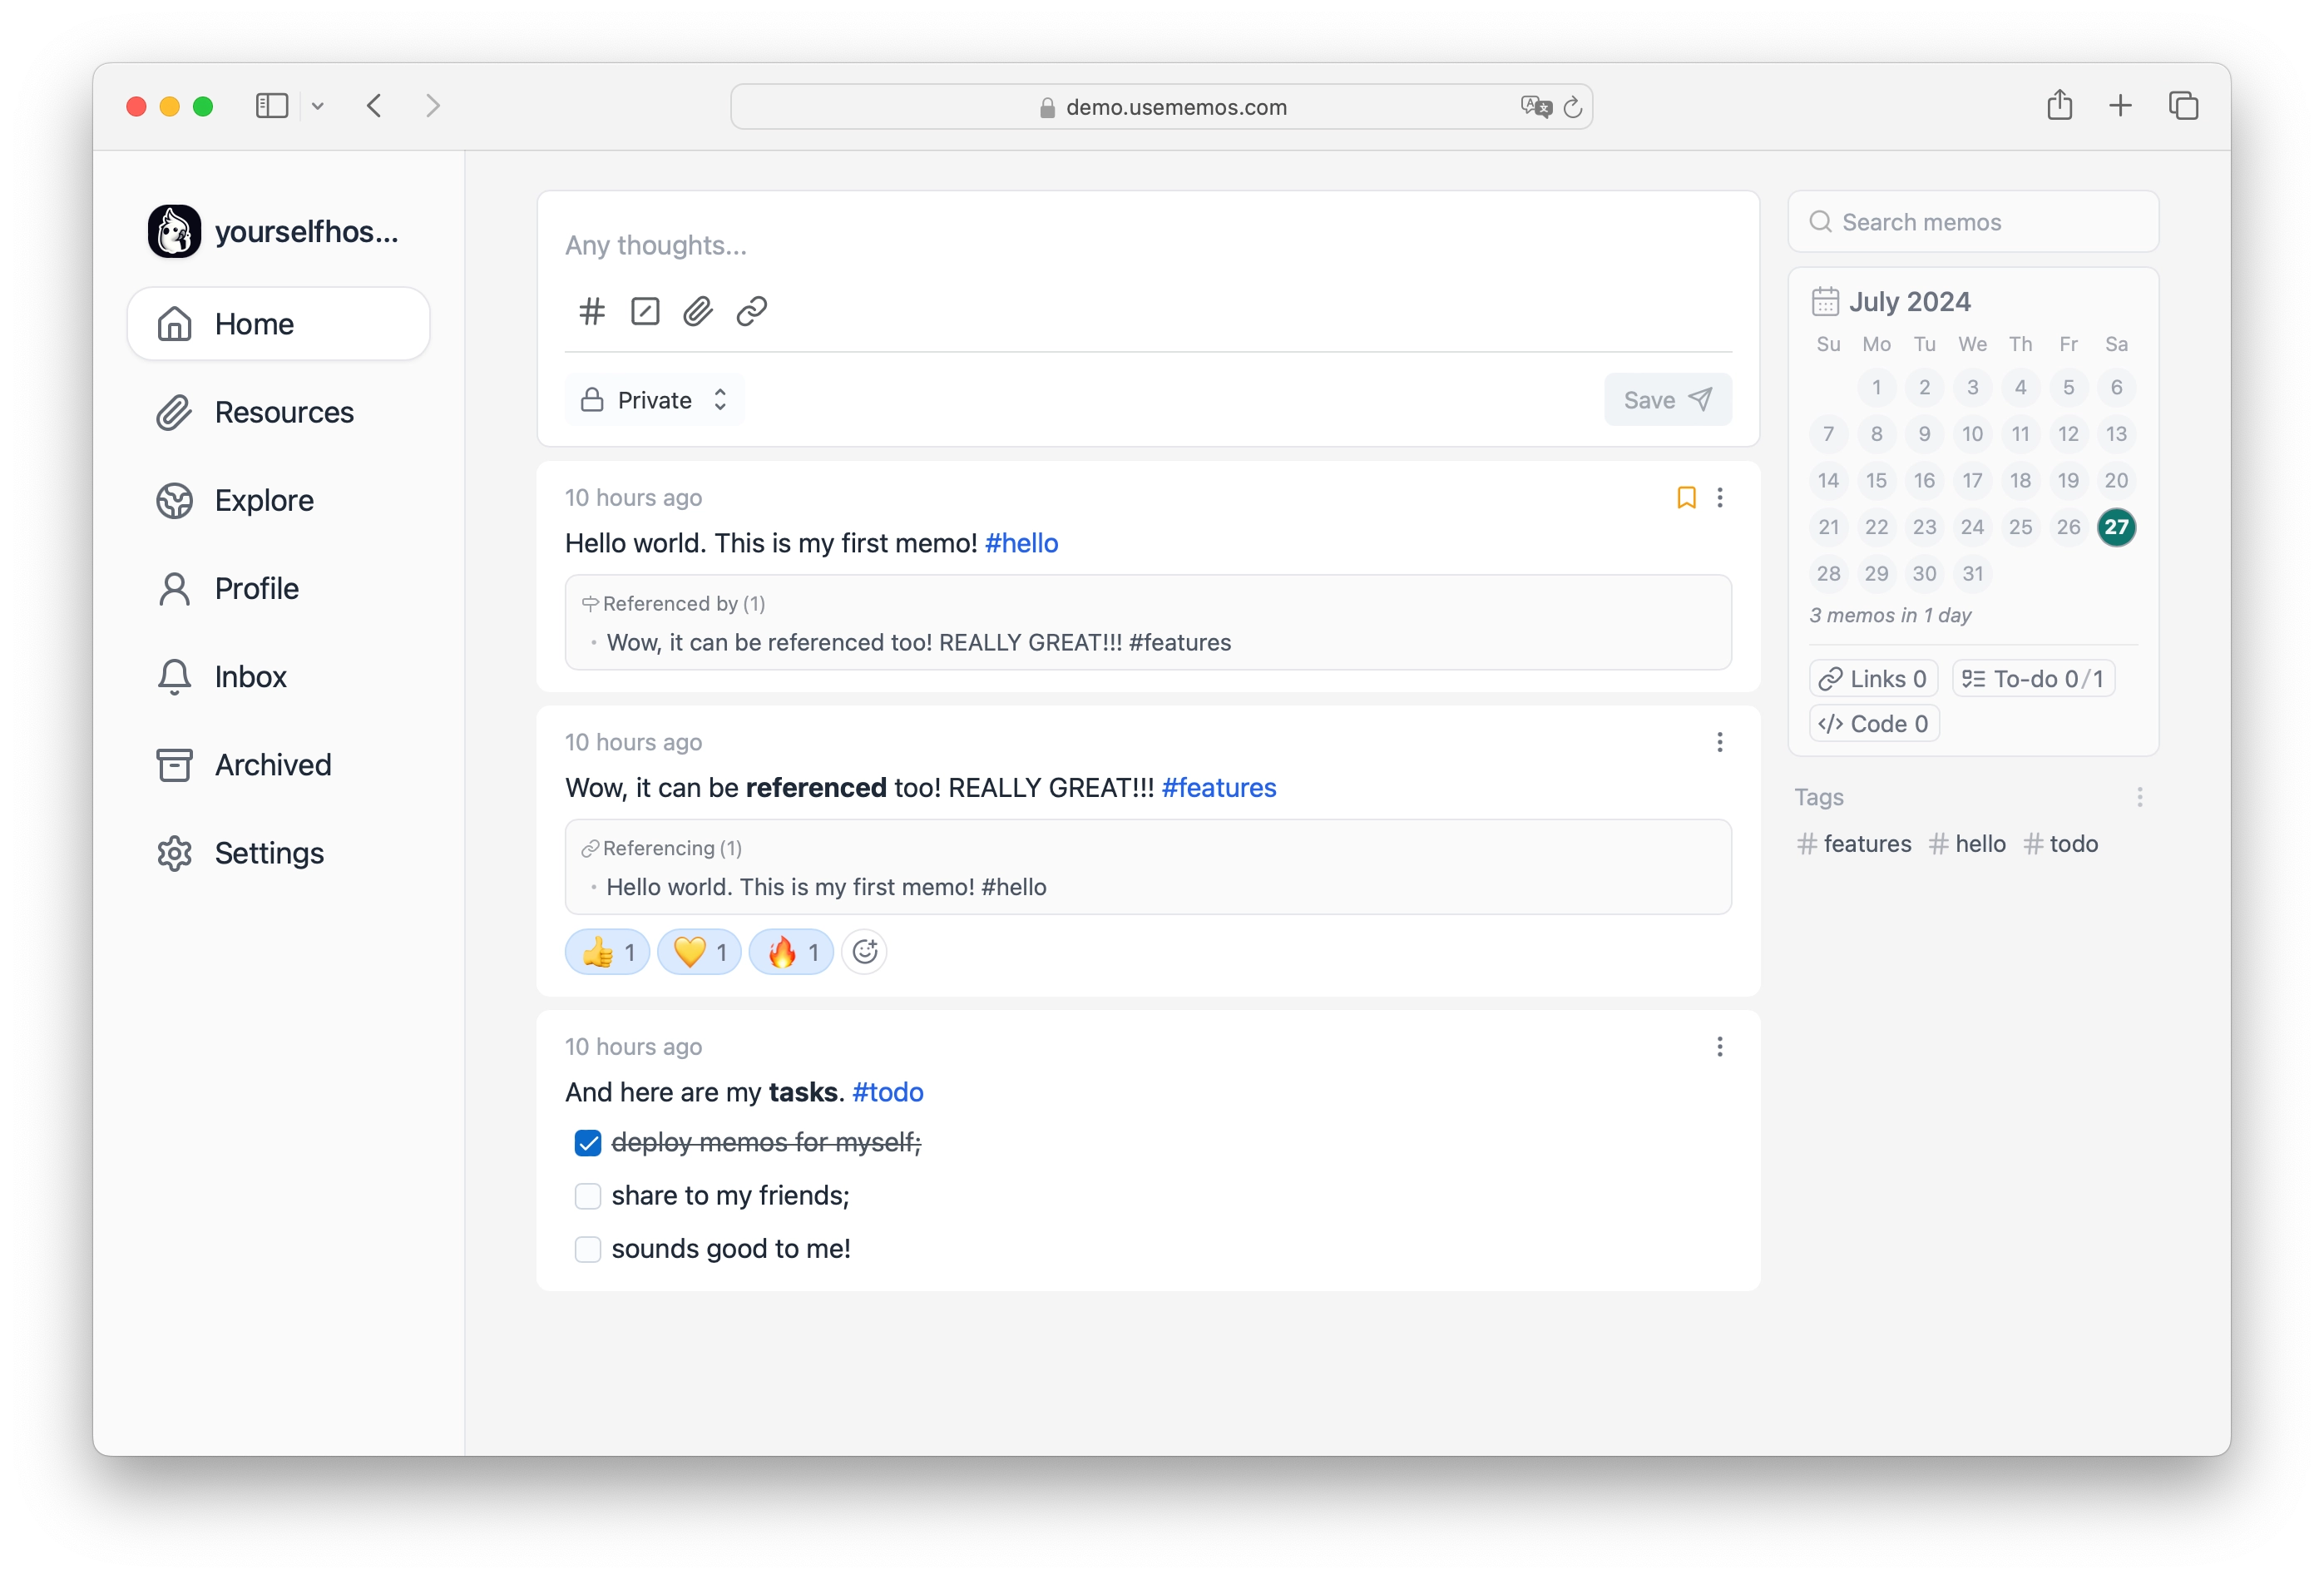 demo.usememos.com
yourselfhos...
Home
Resources
Explore
Profile
Inbox
Archived
Settings
Any thoughts...
Private
Save
10 hours ago
Hello world. This is my first memo! #hello
Referenced by (1)
• Wow, it can be referenced too! REALLY GREAT!!! #features
10 hours ago
Wow, it can be referenced too! REALLY GREAT!!! #features
Referencing (1)
• Hello world. This is my first memo! #hello
👍 1 💛 1 🔥 1
10 hours ago
And here are my tasks. #todo
deploy memos for myself;
share to my friends;
sounds good to me!
Search memos
July 2024
Su Mo Tu We Th Fr Sa
1 2 3 4 5 6
7 8 9 10 11 12 13
14 15 16 17 18 19 20
21 22 23 24 25 26 27
28 29 30 31
3 memos in 1 day
Links 0 To-do 0/1
</> Code 0
Tags
# features # hello # todo